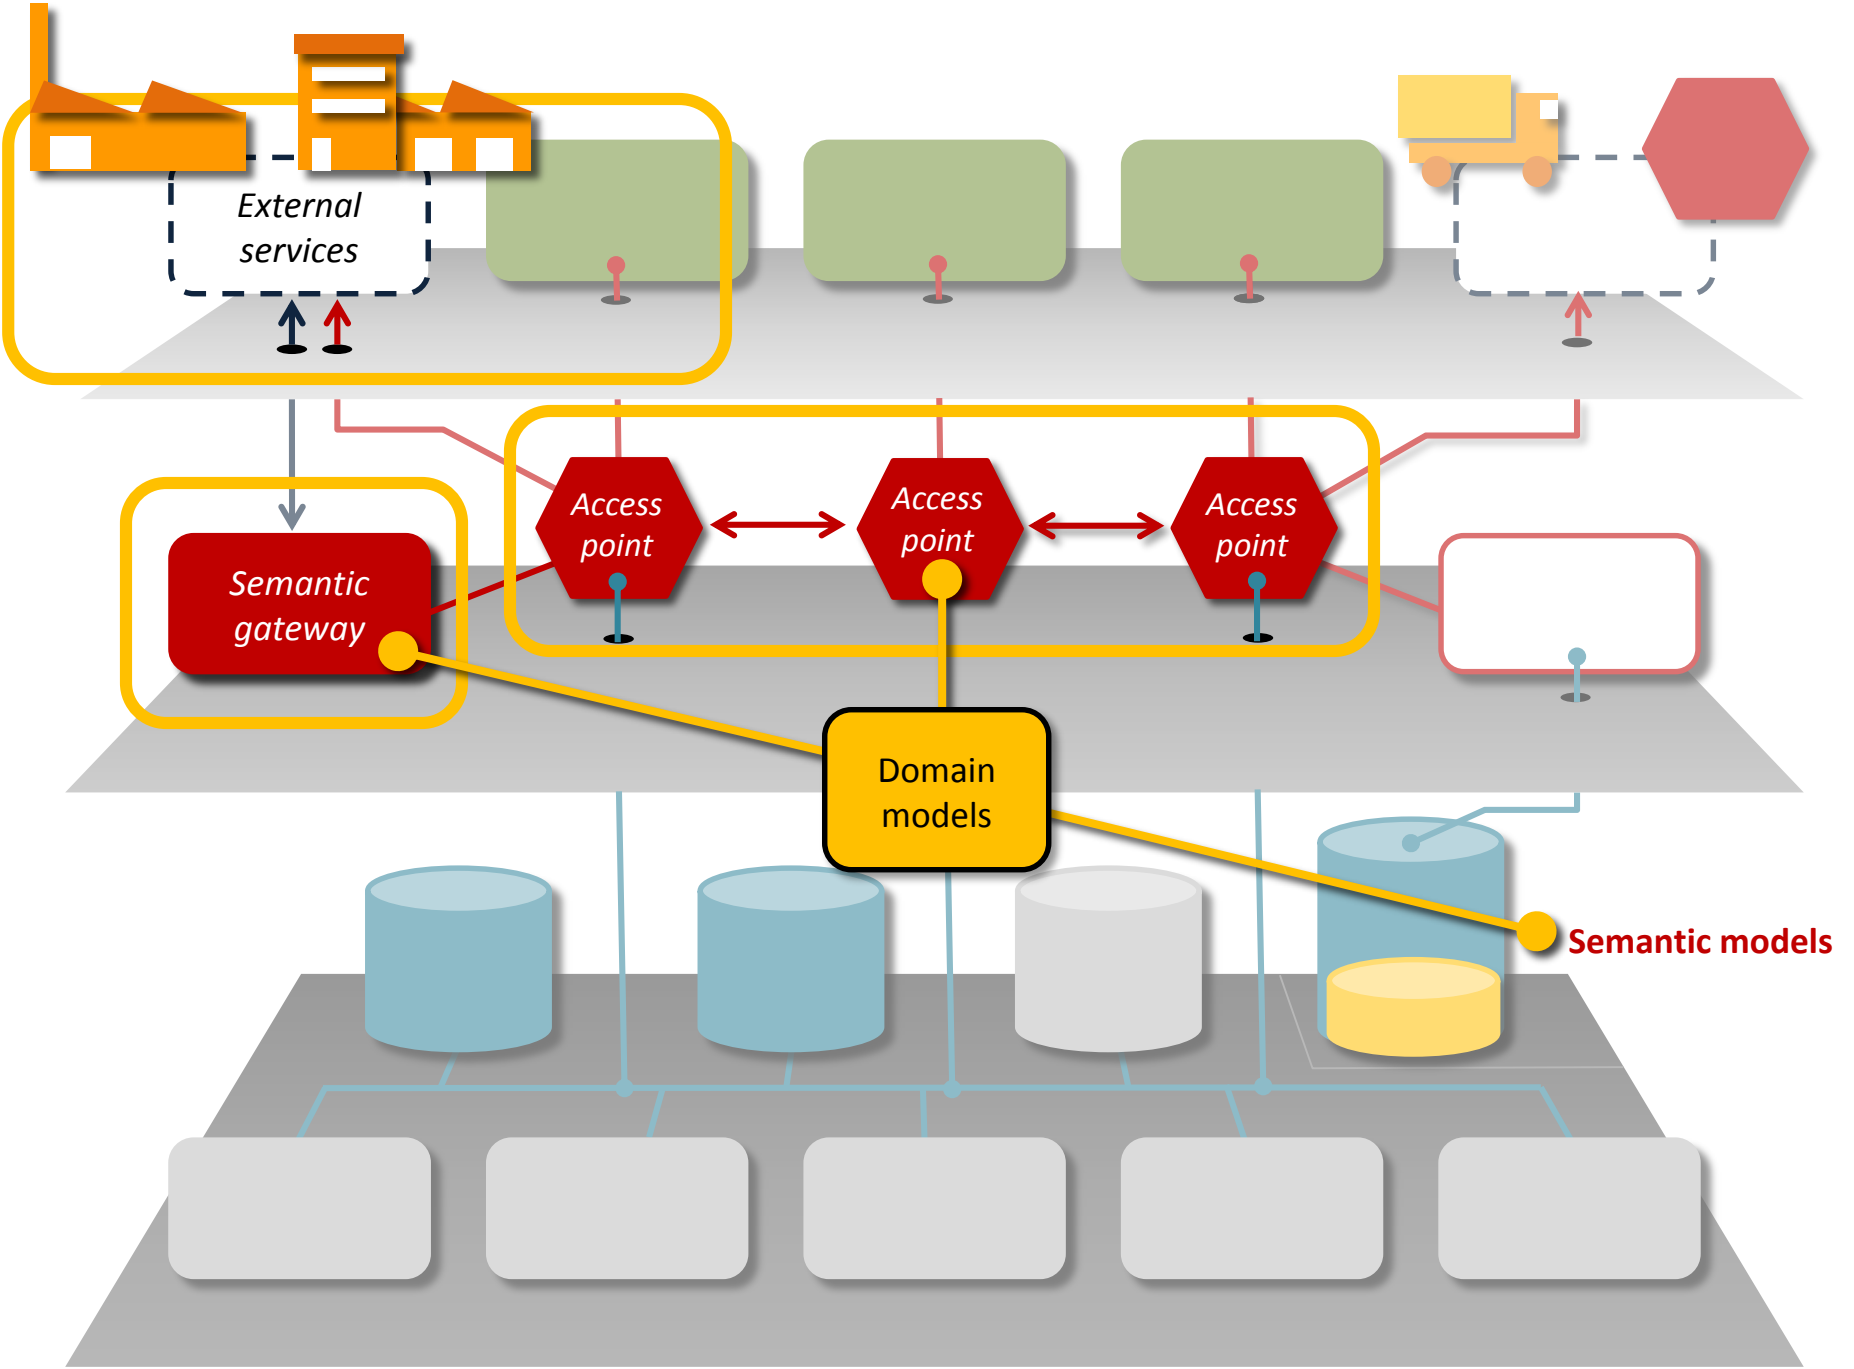 External
services
Access
point
Access
point
Access
point
Semantic
gateway
Domain
models
Semantic models